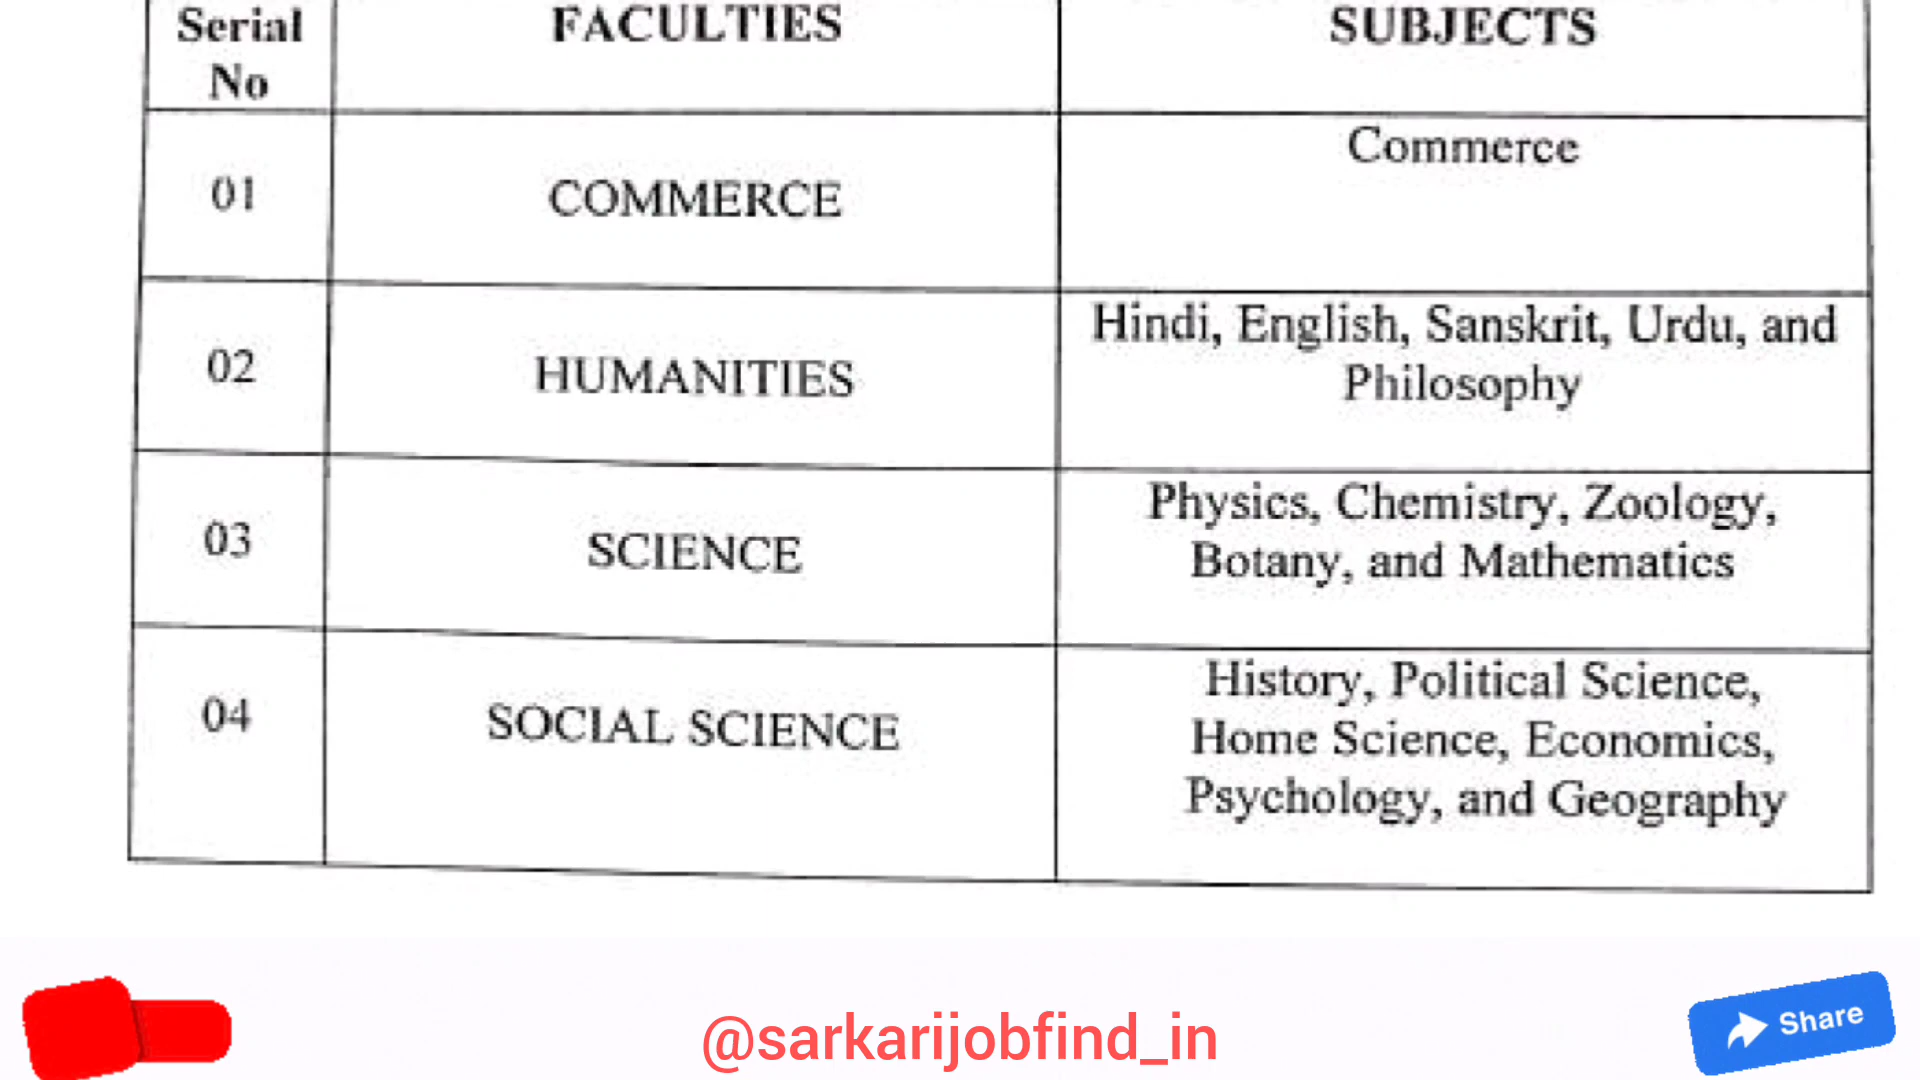 Serial No
FACULTIES
SUBJECTS
01
COMMERCE
Commerce
02
HUMANITIES
Hindi, English, Sanskrit, Urdu, and
Philosophy
03
SCIENCE
Physics, Chemistry, Zoology,
Botany, and Mathematics
04
SOCIAL SCIENCE
History, Political Science,
Home Science, Economics,
Psychology, and Geography
@sarkarijobfind_in
Share